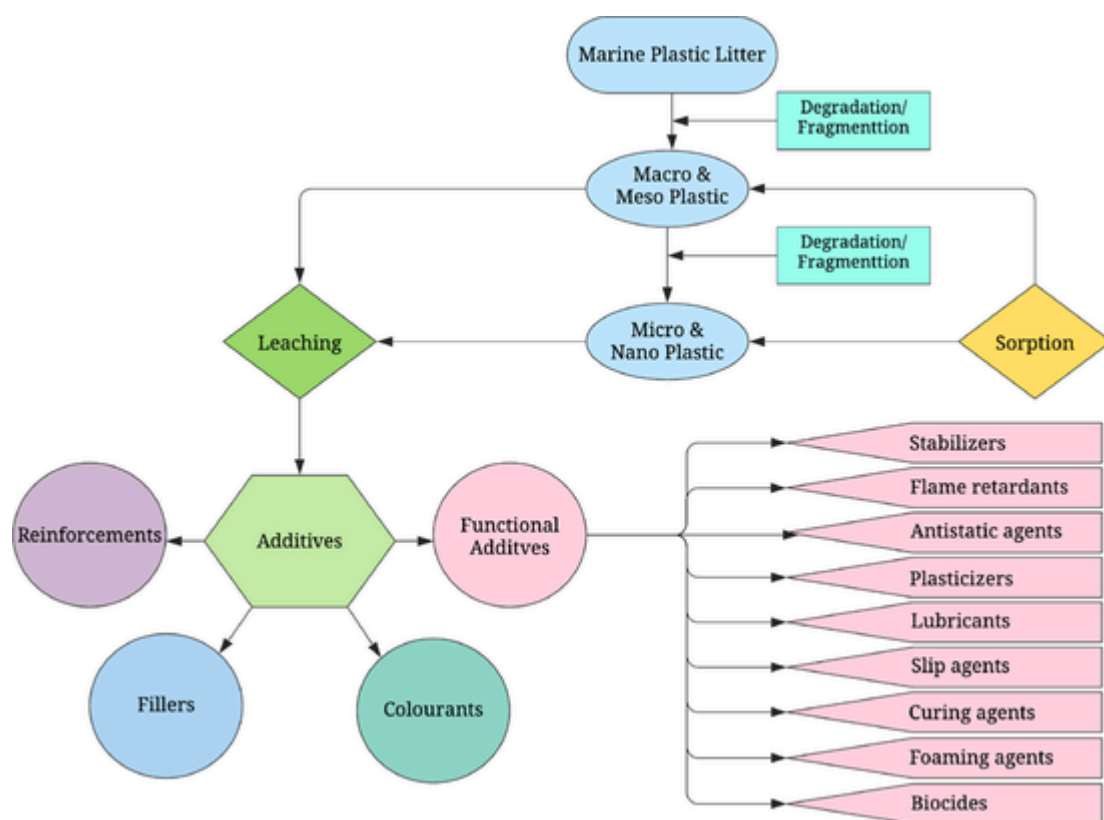 Marine Plastic Litter
Degradation/
Fragmenttion
Macro &
Meso Plastic
Degradation/
Fragmenttion
Micro &
Nano Plastic
Leaching
Sorption
Reinforcements
Additives
Functional
Additves
Fillers
Colourants
Stabilizers
Flame retardants
Antistatic agents
Plasticizers
Lubricants
Slip agents
Curing agents
Foaming agents
Biocides